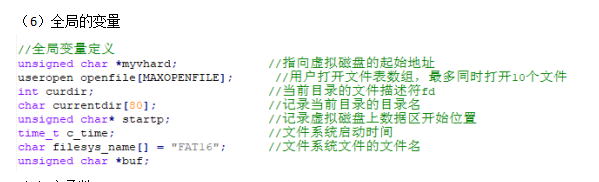 （6）全局的变量
//全局变量定义
unsigned char *myvhard; //指向虚拟磁盘的起始地址
useropen openfile[MAXOPENFILE]; //用户打开文件表数组，最多同时打开10个文件
int curdir; //当前目录的文件描述符fd
char currentdir[80]; //记录当前目录的目录名
unsigned char* startp; //记录虚拟磁盘上数据区开始位置
time_t c_time; //文件系统启动时间
char filesys_name[] = "FAT16"; //文件系统文件的文件名
unsigned char *buf;